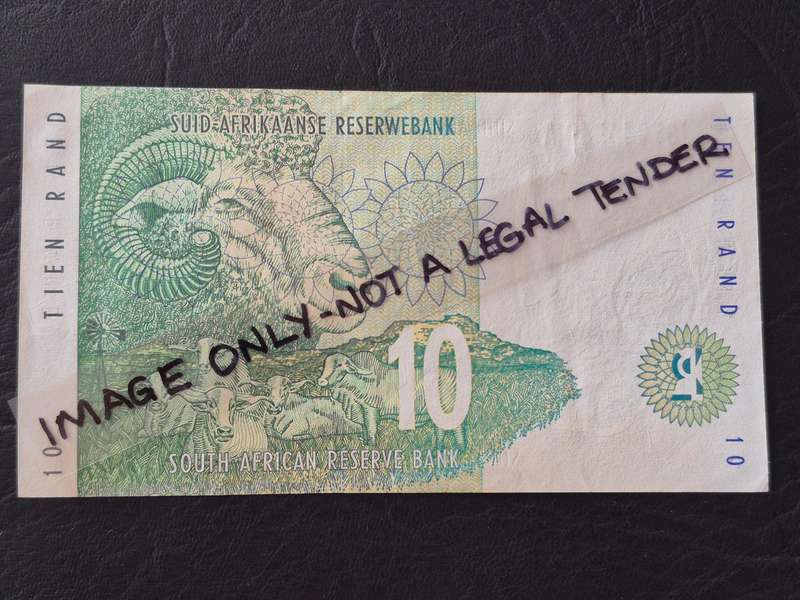 SUID-AFRIKAANSE RESERWEBANK
TIEN RAND
TIEN RAND
IMAGE ONLY-NOT A LEGAL TENDER
10
SOUTH AFRICAN RESERVE BANK
10
10